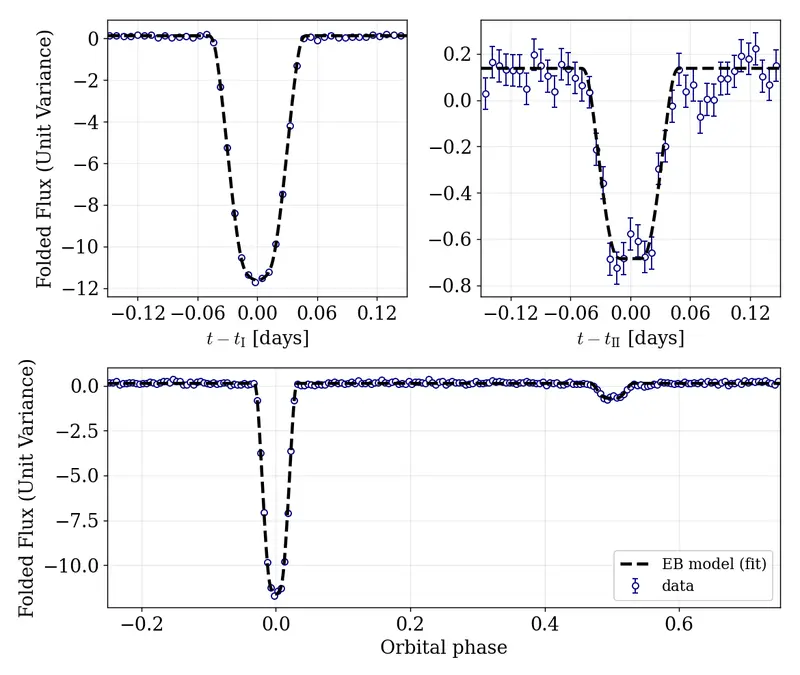 Folded Flux (Unit Variance)
0
−2
−4
−6
−8
−10
−12
−0.12 −0.06 0.00 0.06 0.12
t − t_I [days]
0.2
0.0
−0.2
−0.4
−0.6
−0.8
−0.12 −0.06 0.00 0.06 0.12
t − t_II [days]
Folded Flux (Unit Variance)
0.0
−2.5
−5.0
−7.5
−10.0
−0.2 0.0 0.2 0.4 0.6
Orbital phase
EB model (fit)
data